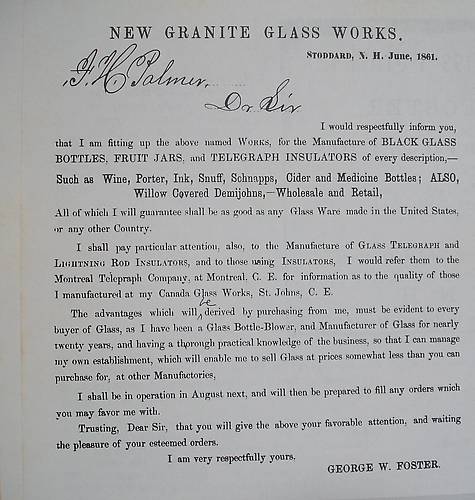 NEW GRANITE GLASS WORKS.
STODDARD, N. H. June, 1861.
J. H. Palmer,
Dr Sir
I would respectfully inform you,
that I am fitting up the above named WORKS, for the Manufacture of BLACK GLASS
BOTTLES, FRUIT JARS, and TELEGRAPH INSULATORS of every description,—
Such as Wine, Porter, Ink, Snuff, Schnapps, Cider and Medicine Bottles; ALSO,
Willow Covered Demijohns,—Wholesale and Retail,
All of which I will guarantee shall be as good as any Glass Ware made in the United States,
or any other Country.
I shall pay particular attention, also, to the Manufacture of GLASS TELEGRAPH and
LIGHTNING ROD INSULATORS, and to those using INSULATORS, I would refer them to the
Montreal Telepraph Company, at Montreal. C. E. for information as to the quality of those
I manufactured at my Canada Glass Works, St. Johns, C. E.
The advantages which will be derived by purchasing from me, must be evident to every
buyer of Glass, as I have been a Glass Bottle-Blower, and Manufacturer of Glass for nearly
twenty years, and having a thorough practical knowledge of the business, so that I can manage
my own establishment, which will enable me to sell Glass at prices somewhat less than you can
purchase for, at other Manufactories,
I shall be in operation in August next, and will then be prepared to fill any orders which
you may favor me with.
Trusting, Dear Sir, that you will give the above your favorable attention, and waiting
the pleasure of your esteemed orders.
I am very respectfully yours.
GEORGE W. FOSTER.